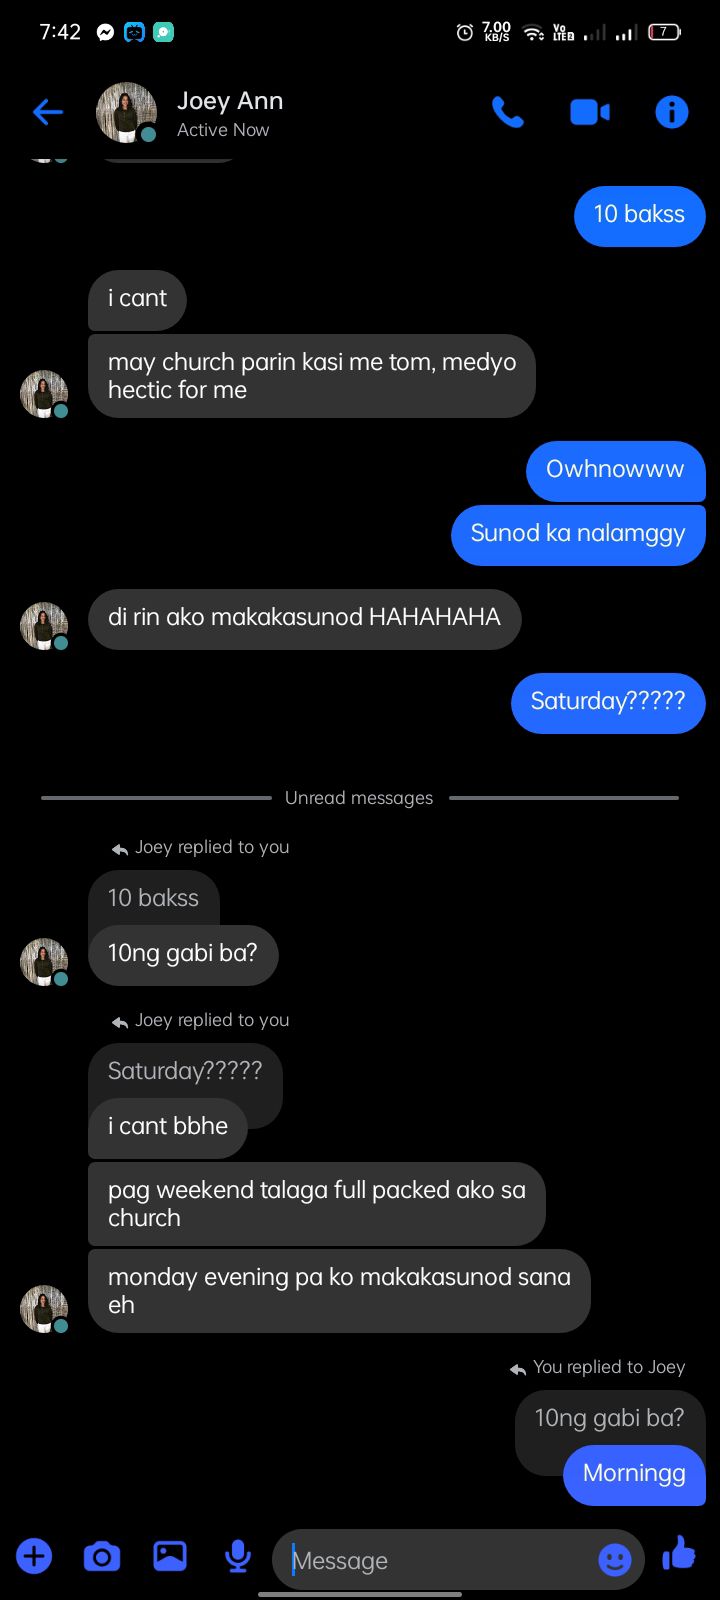 7:42
7.00
KB/S
Vo
LTE2
7
Joey Ann
Active Now
10 bakss
i cant
may church parin kasi me tom, medyo
hectic for me
Owhnowww
Sunod ka nalamggy
di rin ako makakasunod HAHAHAHA
Saturday?????
Unread messages
Joey replied to you
10 bakss
10ng gabi ba?
Joey replied to you
Saturday?????
i cant bbhe
pag weekend talaga full packed ako sa
church
monday evening pa ko makakasunod sana
eh
You replied to Joey
10ng gabi ba?
Morningg
Message